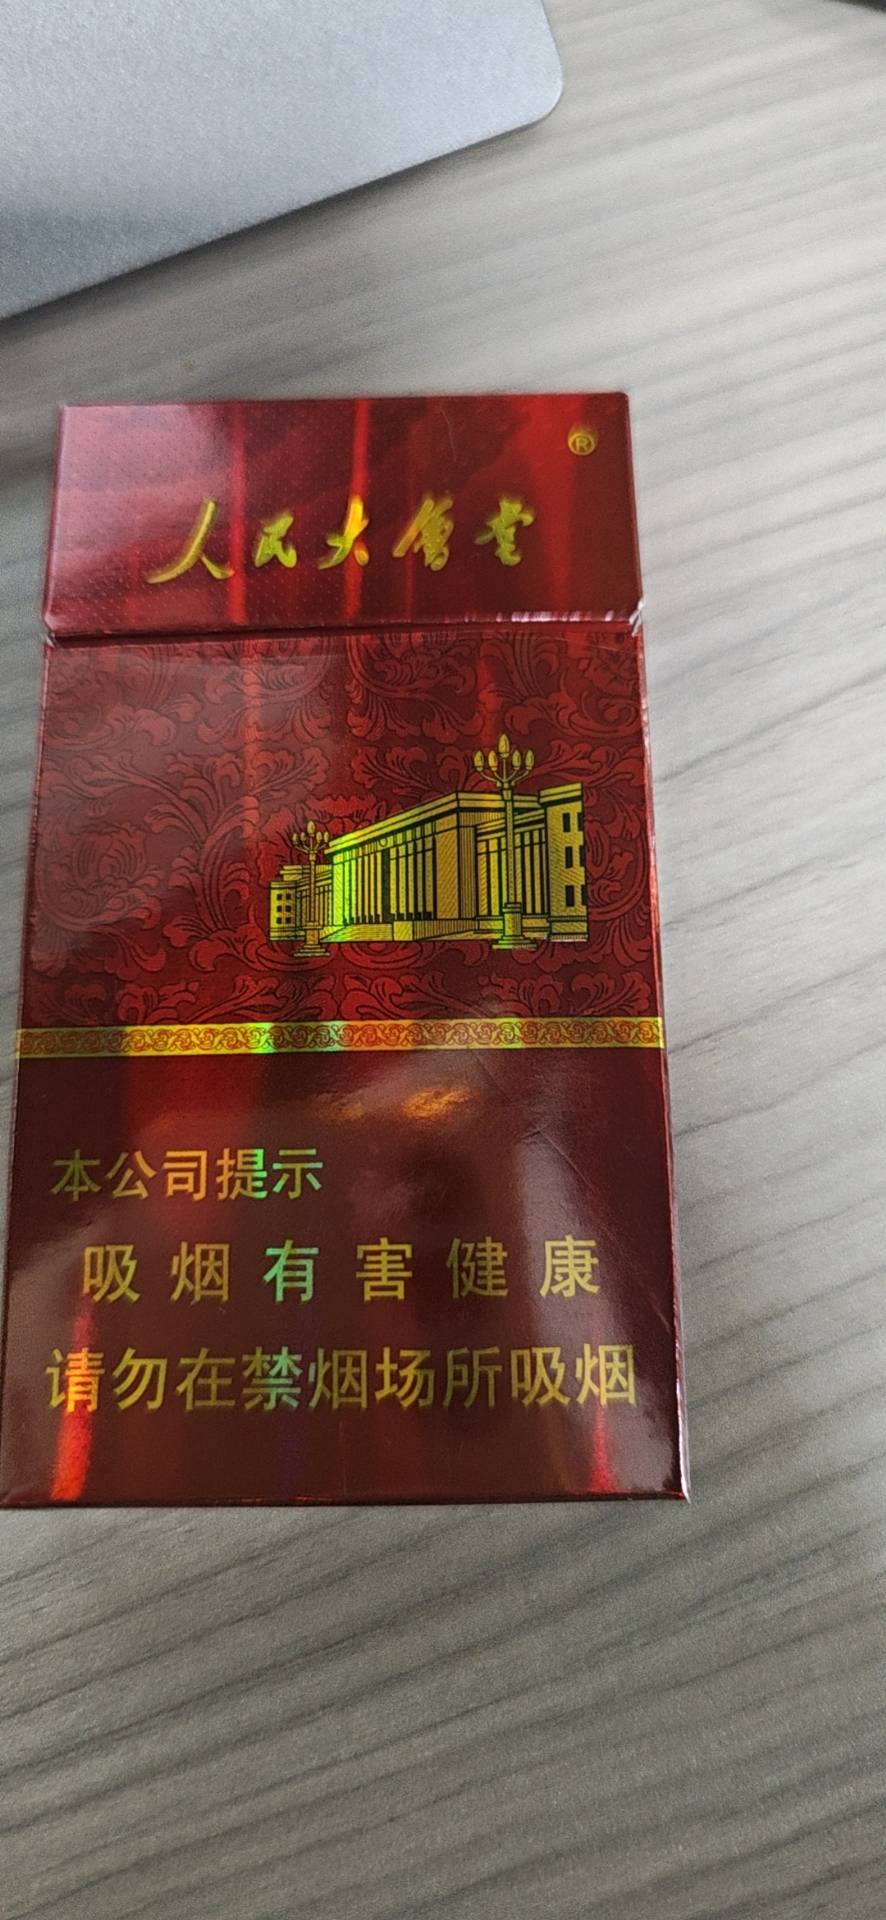 人民大會堂
®
本公司提示
吸烟有害健康
请勿在禁烟场所吸烟